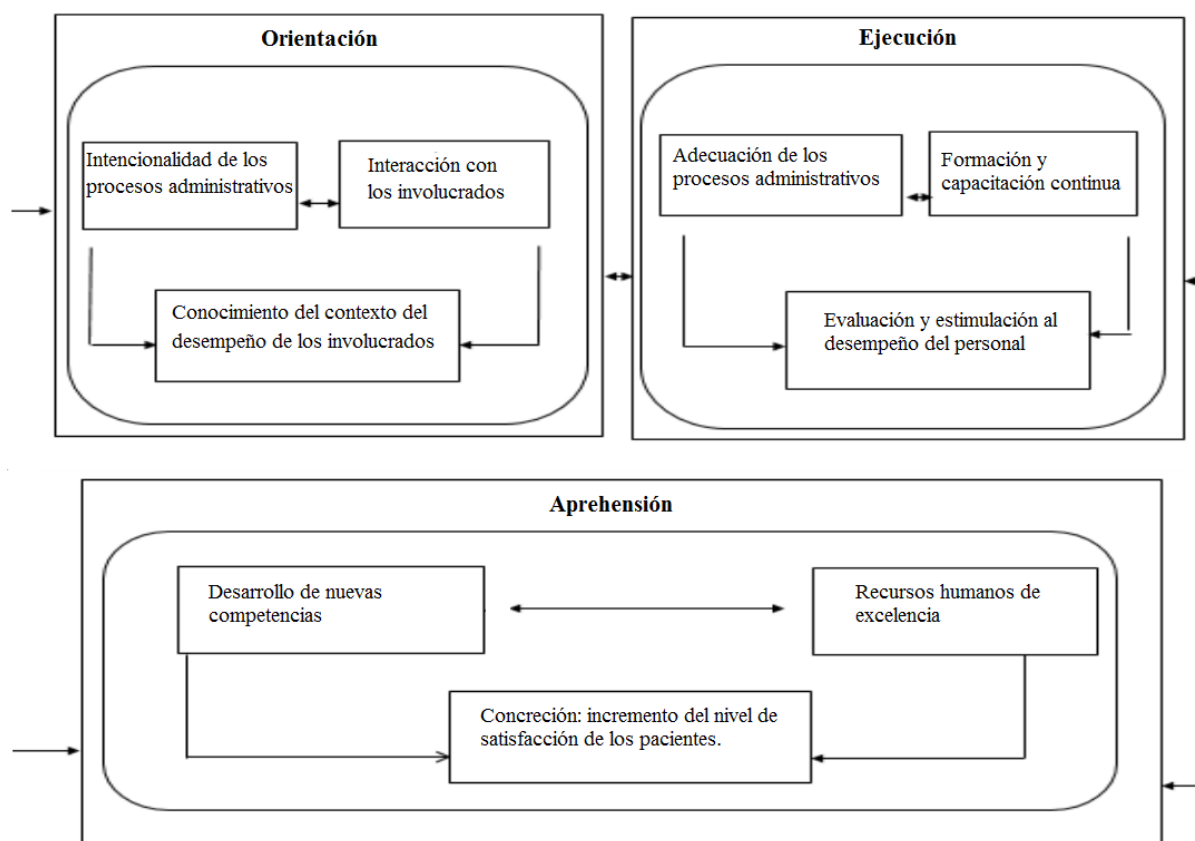 Orientación
Intencionalidad de los
procesos administrativos
Interacción con
los involucrados
Conocimiento del contexto del
desempeño de los involucrados
Ejecución
Adecuación de los
procesos administrativos
Formación y
capacitación continua
Evaluación y estimulación al
desempeño del personal
Aprehensión
Desarrollo de nuevas
competencias
Recursos humanos de
excelencia
Concreción: incremento del nivel de
satisfacción de los pacientes.